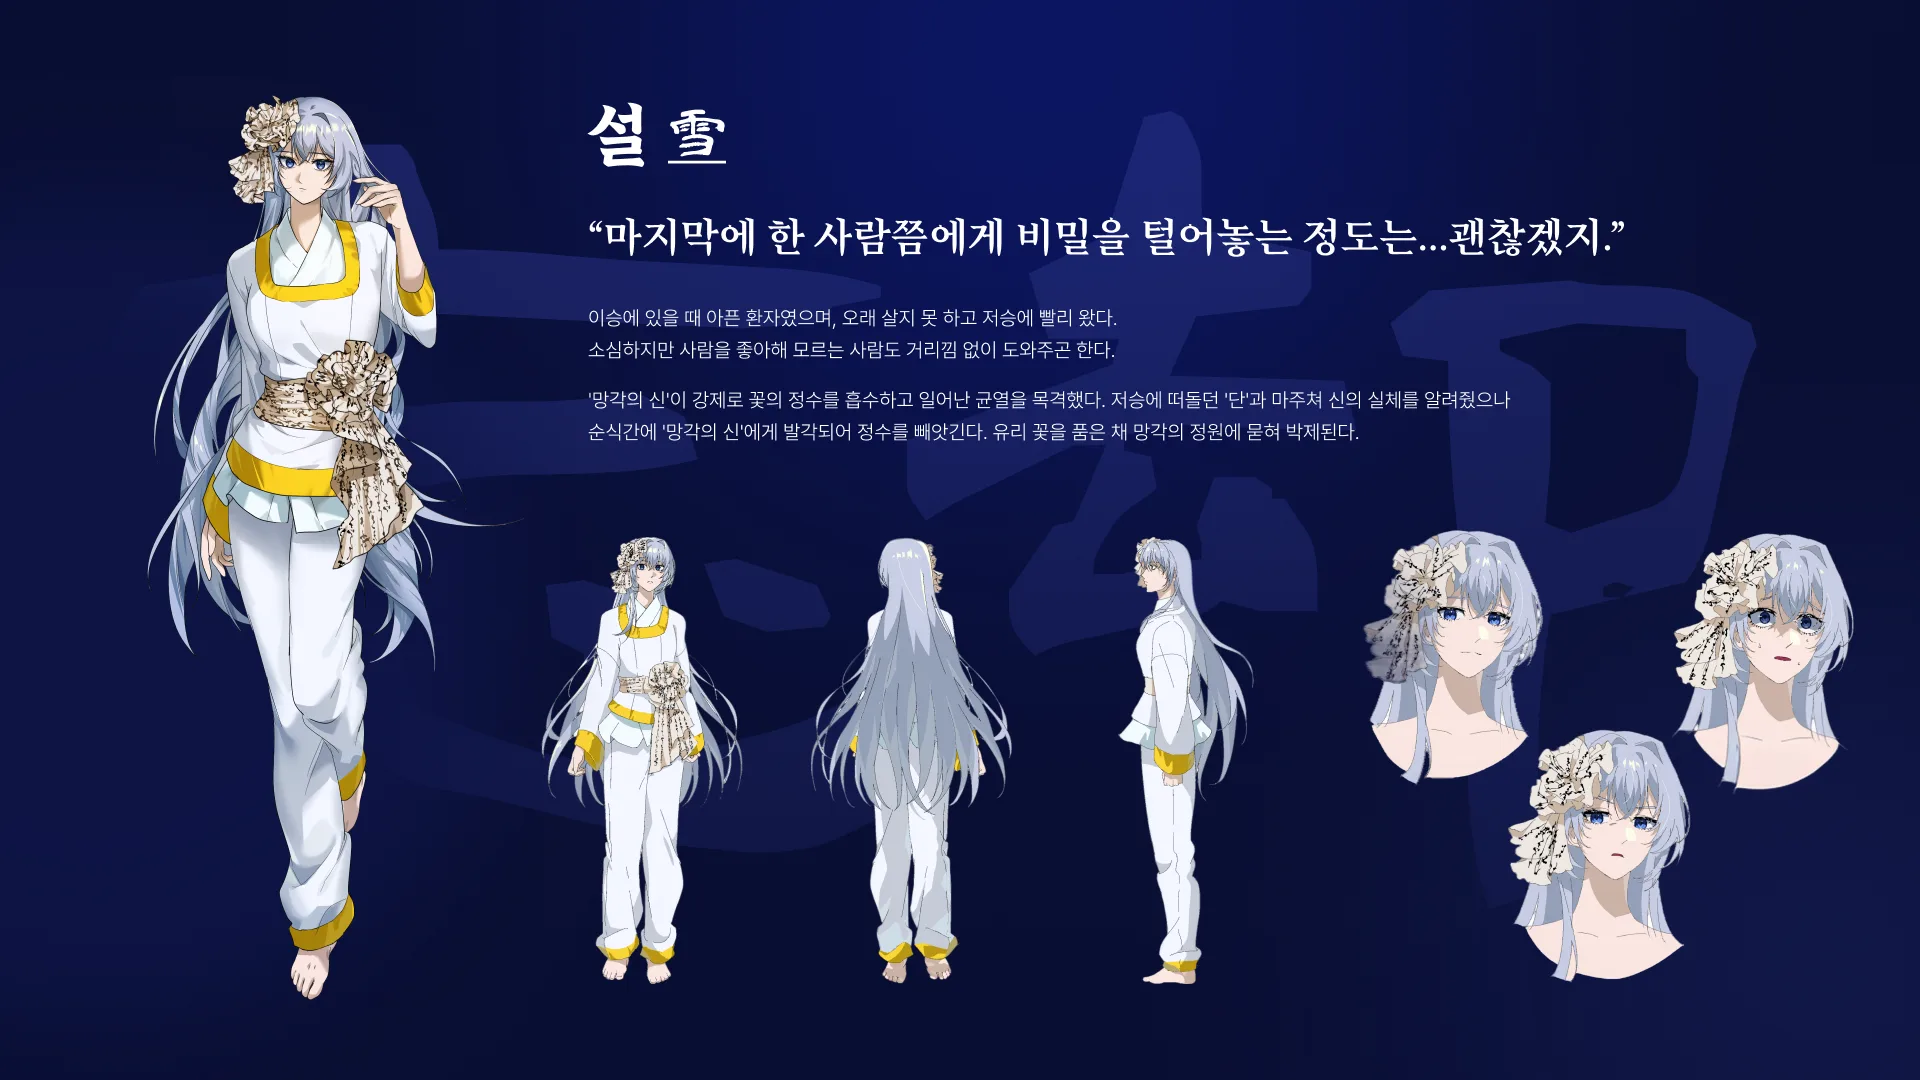 설 雪
“마지막에 한 사람쯤에게 비밀을 털어놓는 정도는...괜찮겠지.”
이승에 있을 때 아픈 환자였으며, 오래 살지 못 하고 저승에 빨리 왔다.
소심하지만 사람을 좋아해 모르는 사람도 거리낌 없이 도와주곤 한다.
'망각의 신'이 강제로 꽃의 정수를 흡수하고 일어난 균열을 목격했다. 저승에 떠돌던 '단'과 마주쳐 신의 실체를 알려줬으나
순식간에 '망각의 신'에게 발각되어 정수를 빼앗긴다. 유리 꽃을 품은 채 망각의 정원에 묻혀 박제된다.